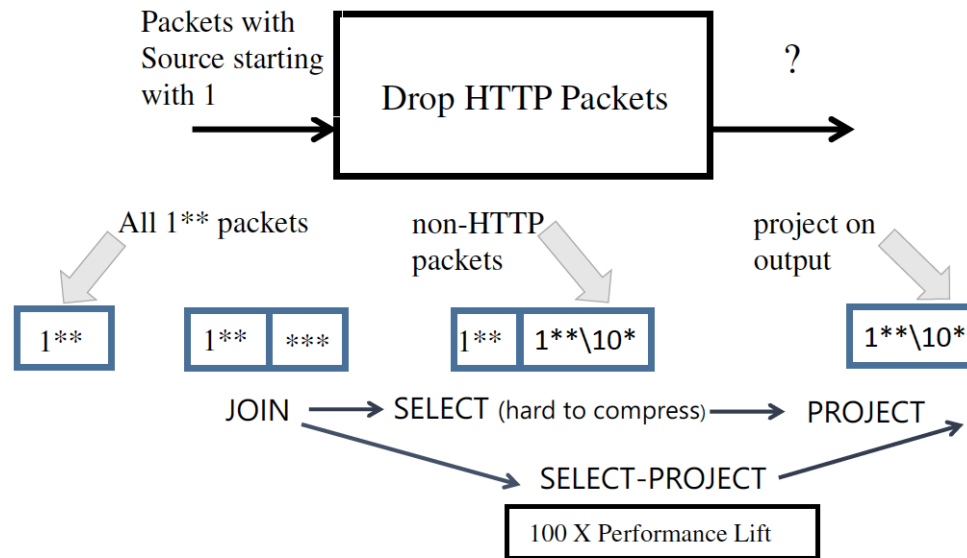 Packets with
Source starting
with 1
Drop HTTP Packets
?
All 1** packets
non-HTTP
packets
project on
output
1**
1** ***
1** 1**\10*
1**\10*
JOIN SELECT (hard to compress) PROJECT
SELECT-PROJECT
100 X Performance Lift